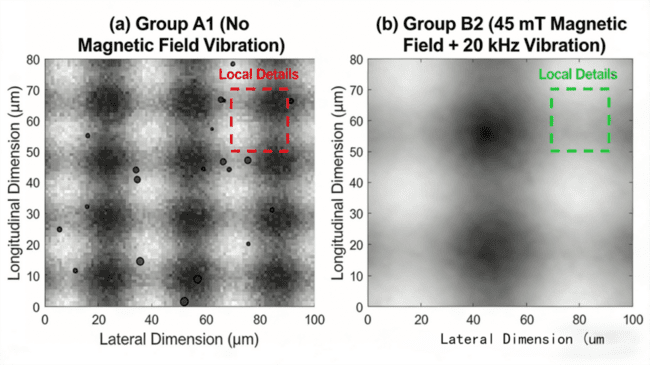 (a) Group A1 (No
Magnetic Field Vibration)
Local Details
Longitudinal Dimension (μm)
80
70
60
50
40
30
20
10
0
0 20 40 60 80 100
Lateral Dimension (μm)
(b) Group B2 (45 mT Magnetic
Field + 20 kHz Vibration)
Local Details
Longitudinal Dimension (μm)
80
70
60
50
40
30
20
10
0
0 20 40 60 80 100
Lateral Dimension (um